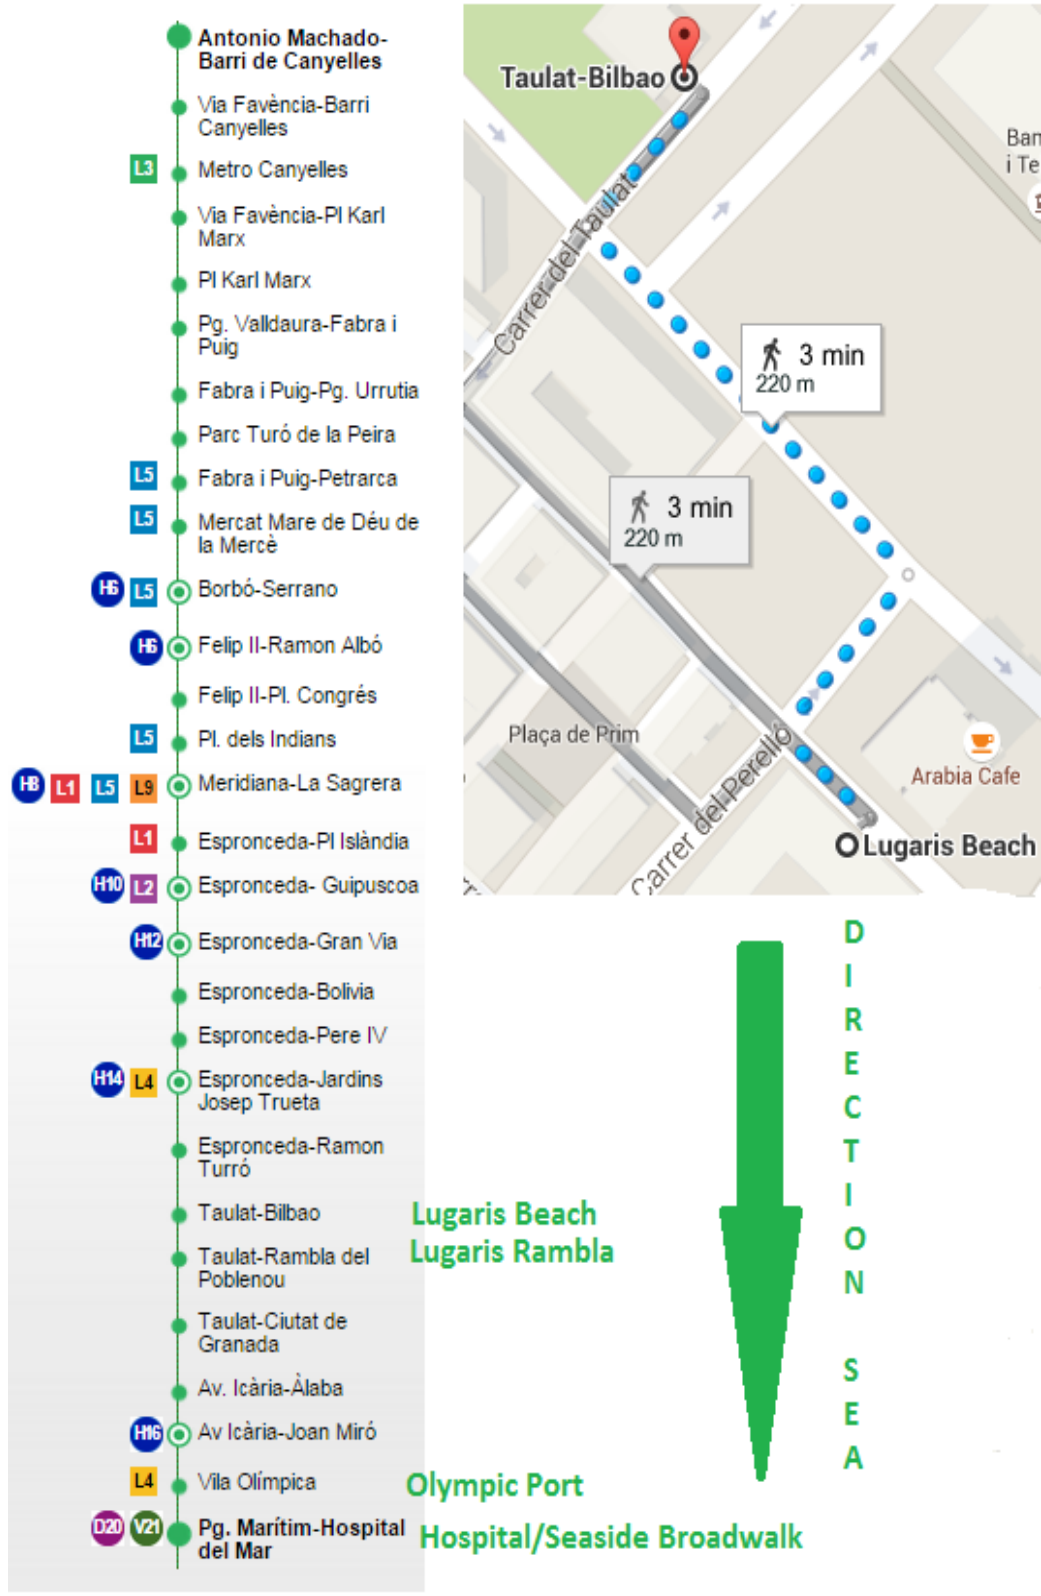 Antonio Machado-
Barri de Canyelles
Via Favència-Barri
Canyelles
L3 Metro Canyelles
Via Favència-Pl Karl
Marx
Pl Karl Marx
Pg. Valldaura-Fabra i
Puig
Fabra i Puig-Pg. Urrutia
Parc Turó de la Peira
L5 Fabra i Puig-Petrarca
L5 Mercat Mare de Déu de
la Mercè
H6 L5 Borbó-Serrano
H6 Felip II-Ramon Albó
Felip II-Pl. Congrés
L5 Pl. dels Indians
H8 L1 L5 L9 Meridiana-La Sagrera
L1 Espronceda-Pl Islàndia
H10 L2 Espronceda- Guipuscoa
H12 Espronceda-Gran Via
Espronceda-Bolivia
Espronceda-Pere IV
H14 L4 Espronceda-Jardins
Josep Trueta
Espronceda-Ramon
Turró
Taulat-Bilbao
Taulat-Rambla del
Poblenou
Taulat-Ciutat de
Granada
Av. Icària-Àlaba
H16 Av Icària-Joan Miró
L4 Vila Olímpica
D20 V21 Pg. Marítim-Hospital
del Mar
Taulat-Bilbao
Ban
i Te
Carrer del Taulat
3 min
220 m
3 min
220 m
Plaça de Prim
Carrer del Perelló
Arabia Cafe
Lugaris Beach
Lugaris Beach
Lugaris Rambla
Olympic Port
Hospital/Seaside Broadwalk
DIRECTION SEA